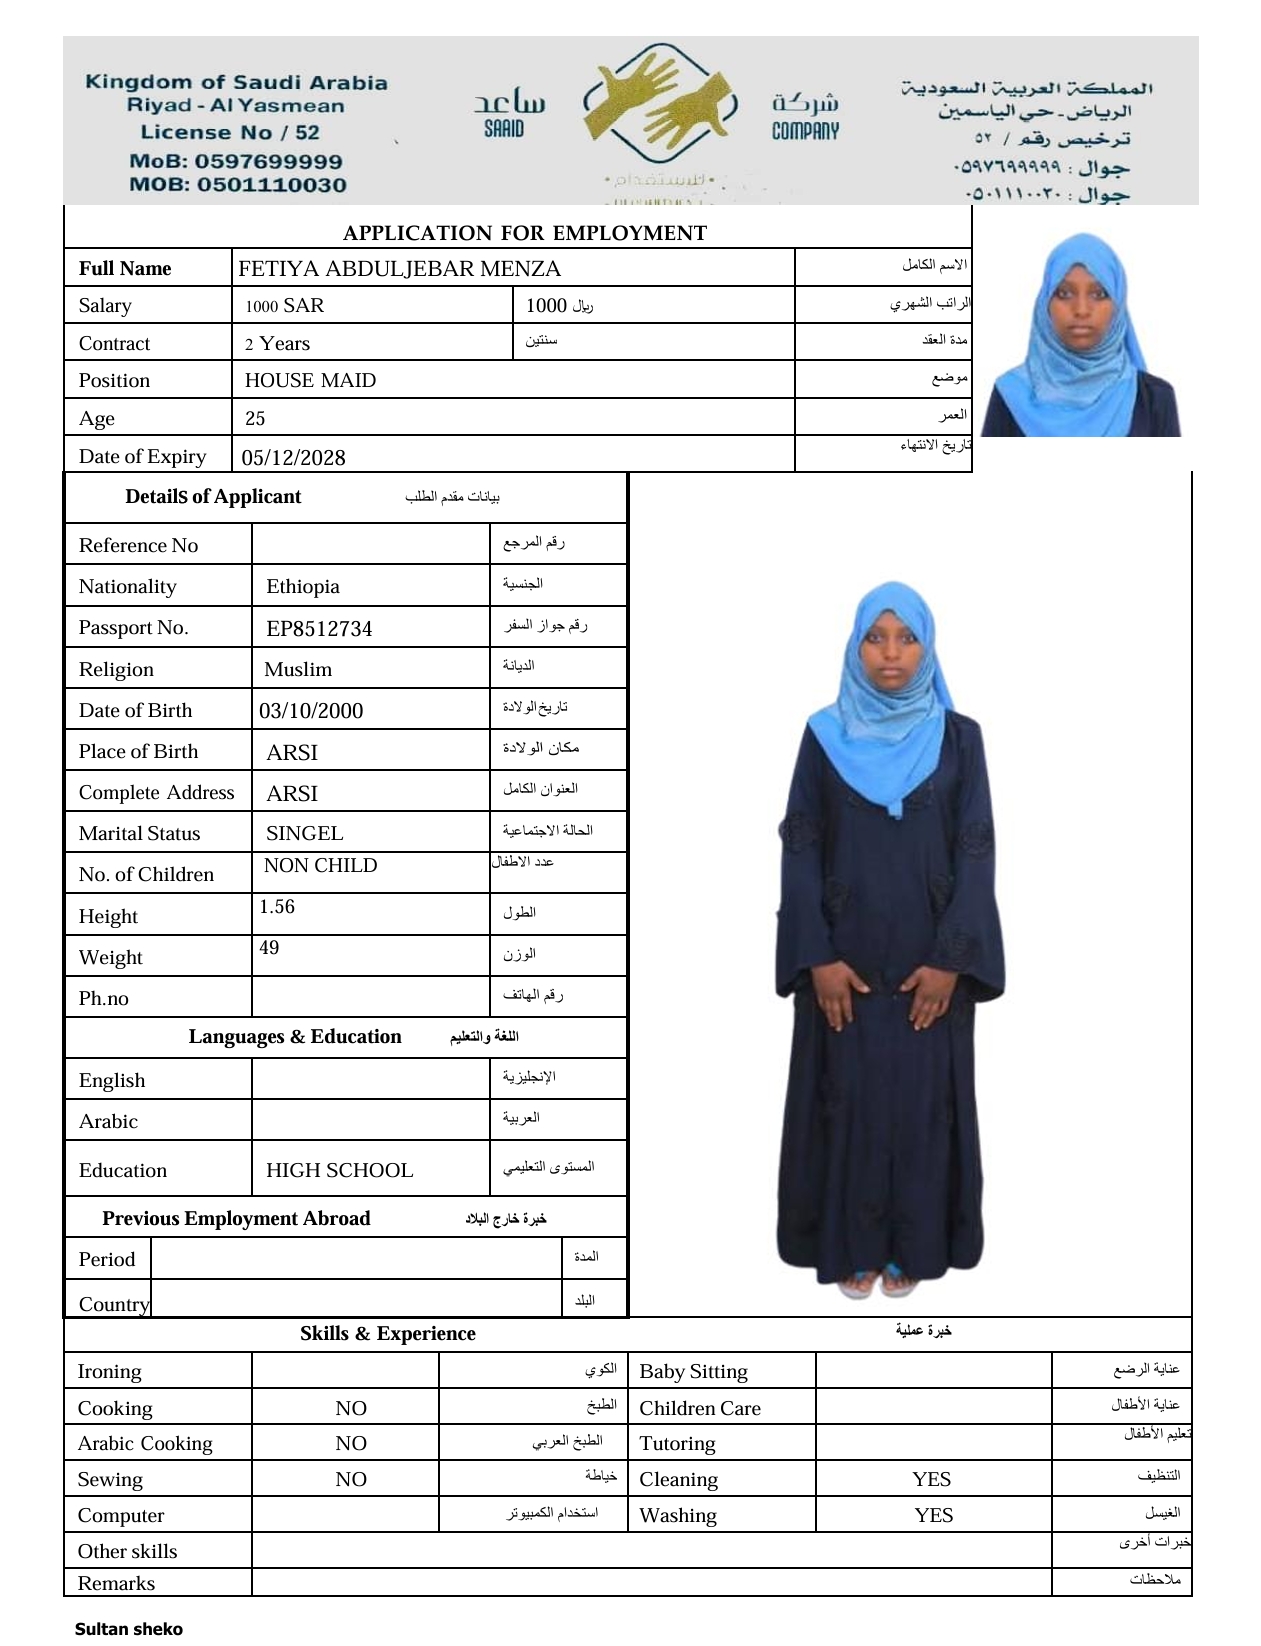 Kingdom of Saudi Arabia
Riyad - Al Yasmean
License No / 52
MoB: 0597699999
MOB: 0501110030
ساعد
SAAID
شركة
COMPANY
• للاستقدام •
المملكة العربية السعودية
الرياض - حي الياسمين
ترخيص رقم / ٥٢
جوال : ٠٥٩٧٦٩٩٩٩٩
جوال : ٠٥٠١١١٠٠٣٠
APPLICATION FOR EMPLOYMENT
Full Name FETIYA ABDULJEBAR MENZA الاسم الكامل
Salary 1000 SAR 1000 ريال الراتب الشهري
Contract 2 Years سنتين مدة العقد
Position HOUSE MAID موضع
Age 25 العمر
Date of Expiry 05/12/2028 تاريخ الانتهاء
Details of Applicant بيانات مقدم الطلب
Reference No رقم المرجع
Nationality Ethiopia الجنسية
Passport No. EP8512734 رقم جواز السفر
Religion Muslim الديانة
Date of Birth 03/10/2000 تاريخ الولادة
Place of Birth ARSI مكان الولادة
Complete Address ARSI العنوان الكامل
Marital Status SINGEL الحالة الاجتماعية
No. of Children NON CHILD عدد الاطفال
Height 1.56 الطول
Weight 49 الوزن
Ph.no رقم الهاتف
Languages & Education اللغة والتعليم
English الإنجليزية
Arabic العربية
Education HIGH SCHOOL المستوى التعليمي
Previous Employment Abroad خبرة خارج البلاد
Period المدة
Country البلد
Skills & Experience خبرة عملية
Ironing الكوي Baby Sitting عناية الرضع
Cooking NO الطبخ Children Care عناية الأطفال
Arabic Cooking NO الطبخ العربي Tutoring تعليم الأطفال
Sewing NO خياطة Cleaning YES التنظيف
Computer استخدام الكمبيوتر Washing YES الغيسل
Other skills خبرات أخرى
Remarks ملاحظات
Sultan sheko